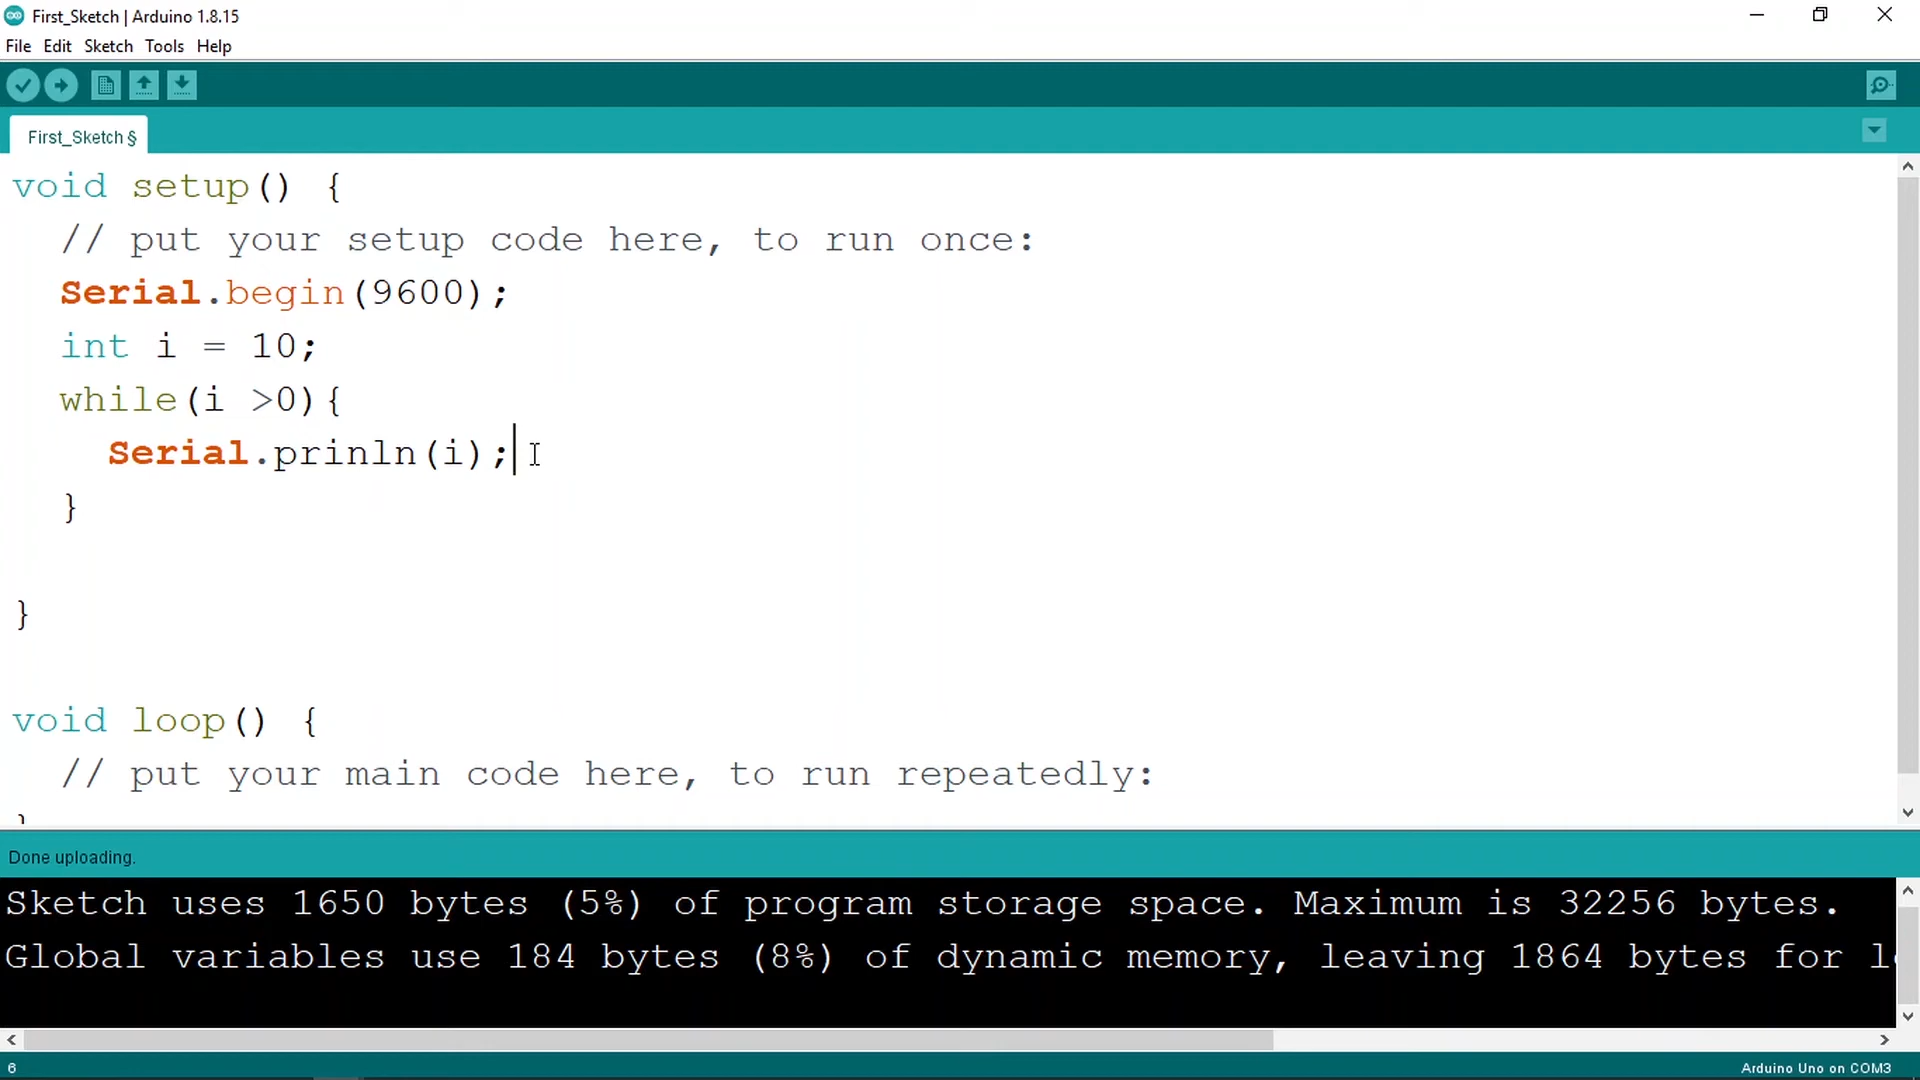 First_Sketch | Arduino 1.8.15
File Edit Sketch Tools Help
First_Sketch §
void setup() {
  // put your setup code here, to run once:
  Serial.begin(9600);
  int i = 10;
  while(i >0){
    Serial.prinln(i);
  }
}
void loop() {
  // put your main code here, to run repeatedly:
}
Done uploading.
Sketch uses 1650 bytes (5%) of program storage space. Maximum is 32256 bytes.
Global variables use 184 bytes (8%) of dynamic memory, leaving 1864 bytes for l
6
Arduino Uno on COM3